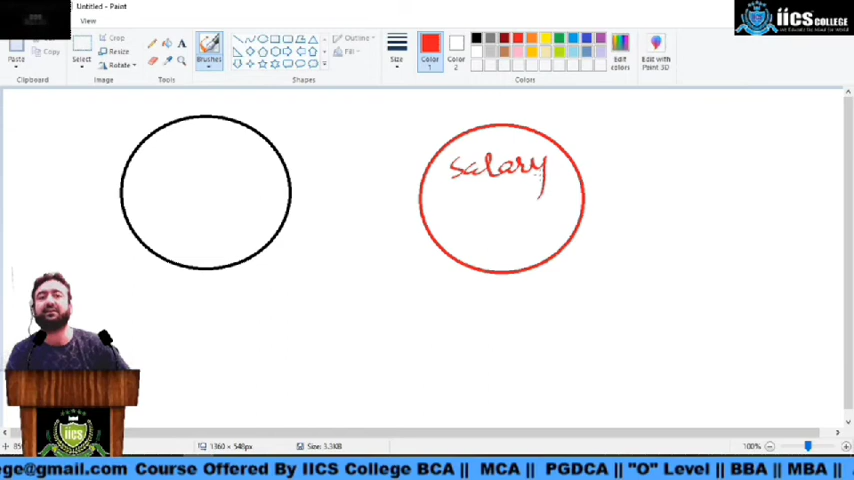 Untitled - Paint
View
Paste
Cut
Copy
Clipboard
Select
Crop
Resize
Rotate
Image
Tools
Brushes
Shapes
Outline
Fill
Size
Color
1
Color
2
Colors
Edit
colors
Edit with
Paint 3D
iics COLLEGE
salary
iics
1360 × 548px
Size: 3.3KB
100%
ege@gmail.com Course Offered By IICS College BCA || MCA || PGDCA || "O" Level || BBA || MBA ||